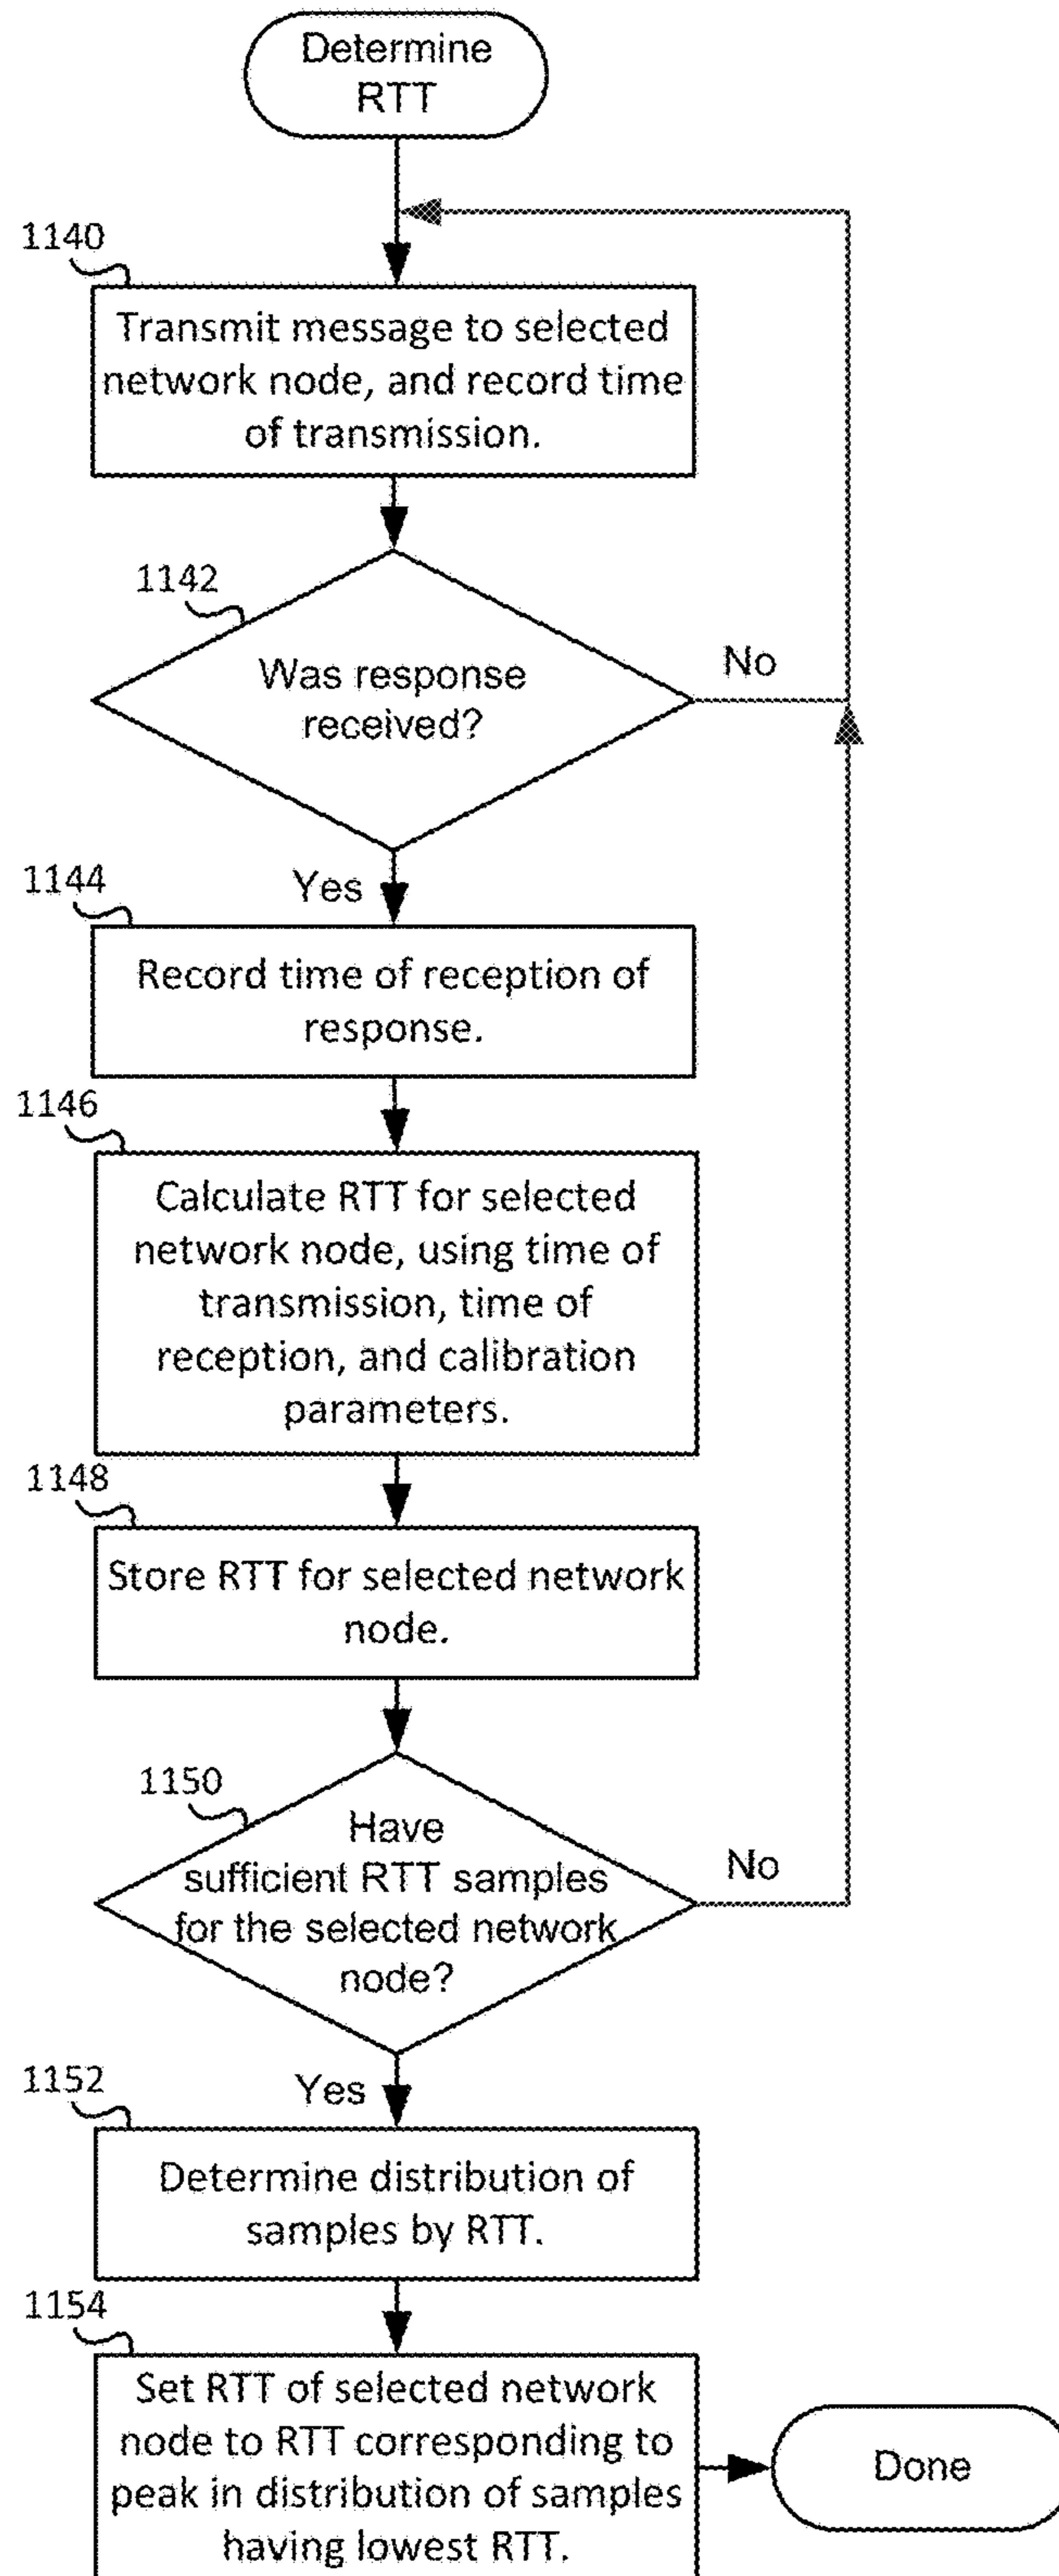 Determine
RTT
1140
Transmit message to selected
network node, and record time
of transmission.
1142
Was response
received?
No
Yes
1144
Record time of reception of
response.
1146
Calculate RTT for selected
network node, using time of
transmission, time of
reception, and calibration
parameters.
1148
Store RTT for selected network
node.
1150
Have
sufficient RTT samples
for the selected network
node?
No
Yes
1152
Determine distribution of
samples by RTT.
1154
Set RTT of selected network
node to RTT corresponding to
peak in distribution of samples
having lowest RTT.
Done